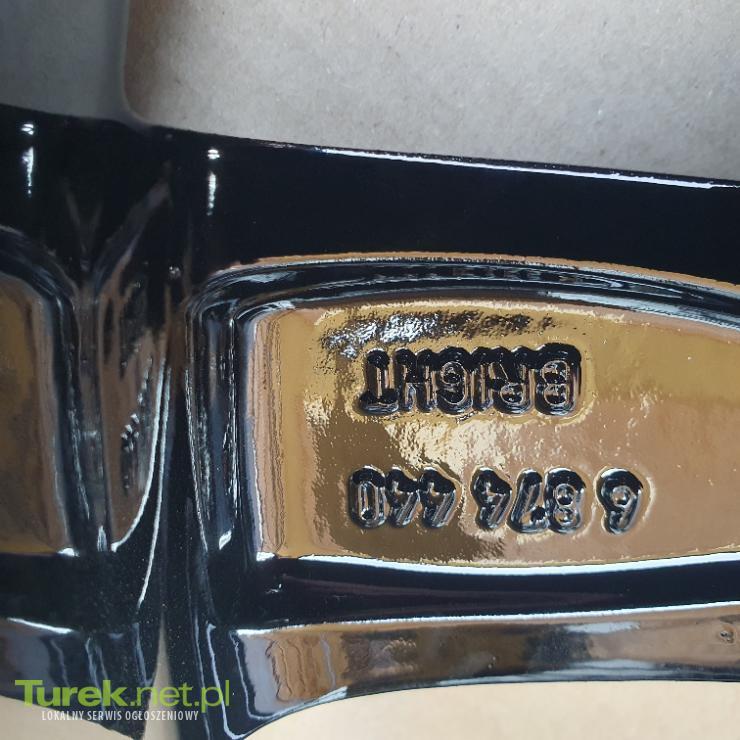 BRIGHT
6 874 440
Turek.net.pl
LOKALNY SERWIS OGŁOSZENIOWY